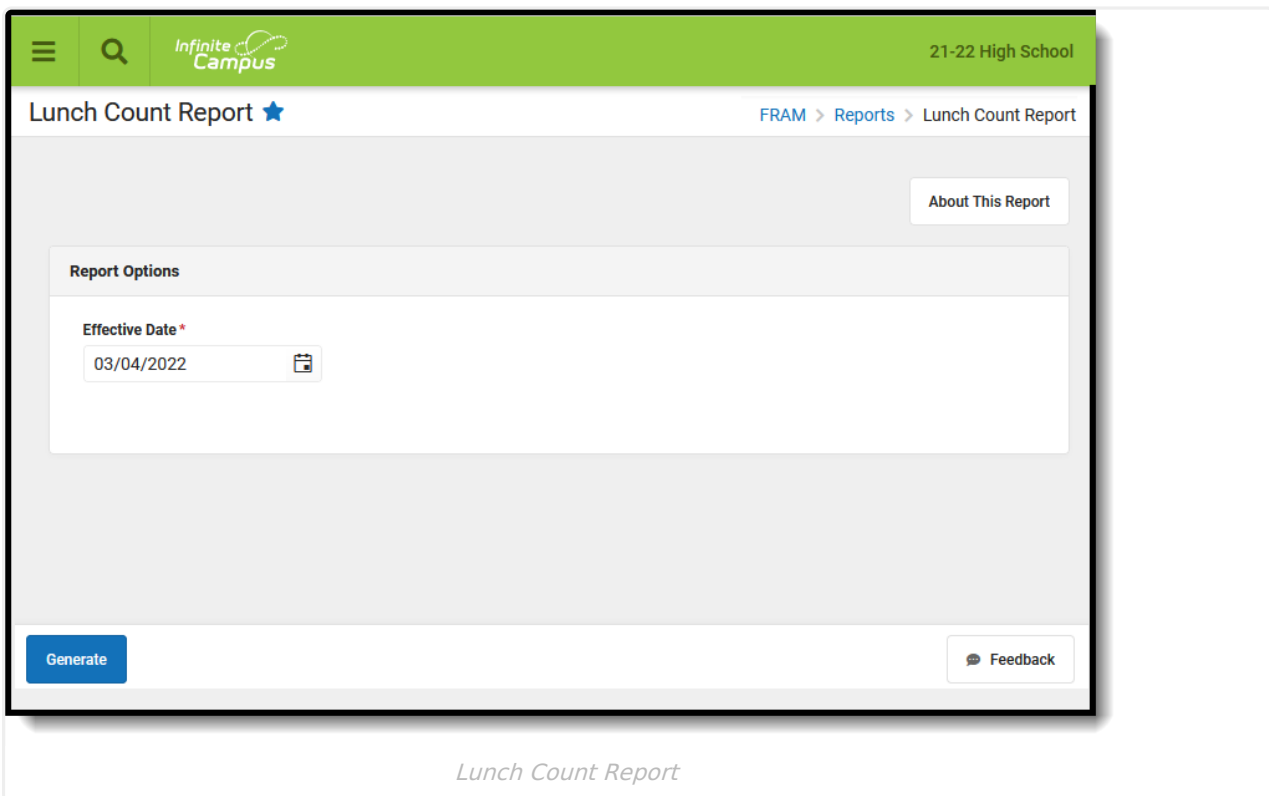 Infinite
Campus
21-22 High School
Lunch Count Report
FRAM > Reports > Lunch Count Report
About This Report
Report Options
Effective Date*
03/04/2022
Generate
Feedback
Lunch Count Report